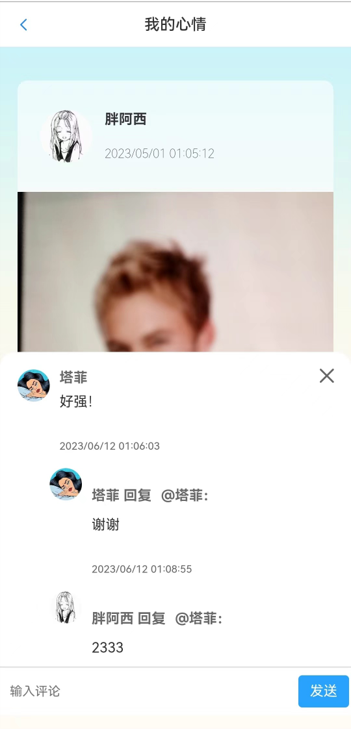 我的心情
胖阿西
2023/05/01 01:05:12
塔菲
好强！
2023/06/12 01:06:03
塔菲 回复 @塔菲：
谢谢
2023/06/12 01:08:55
胖阿西 回复 @塔菲：
2333
输入评论
发送